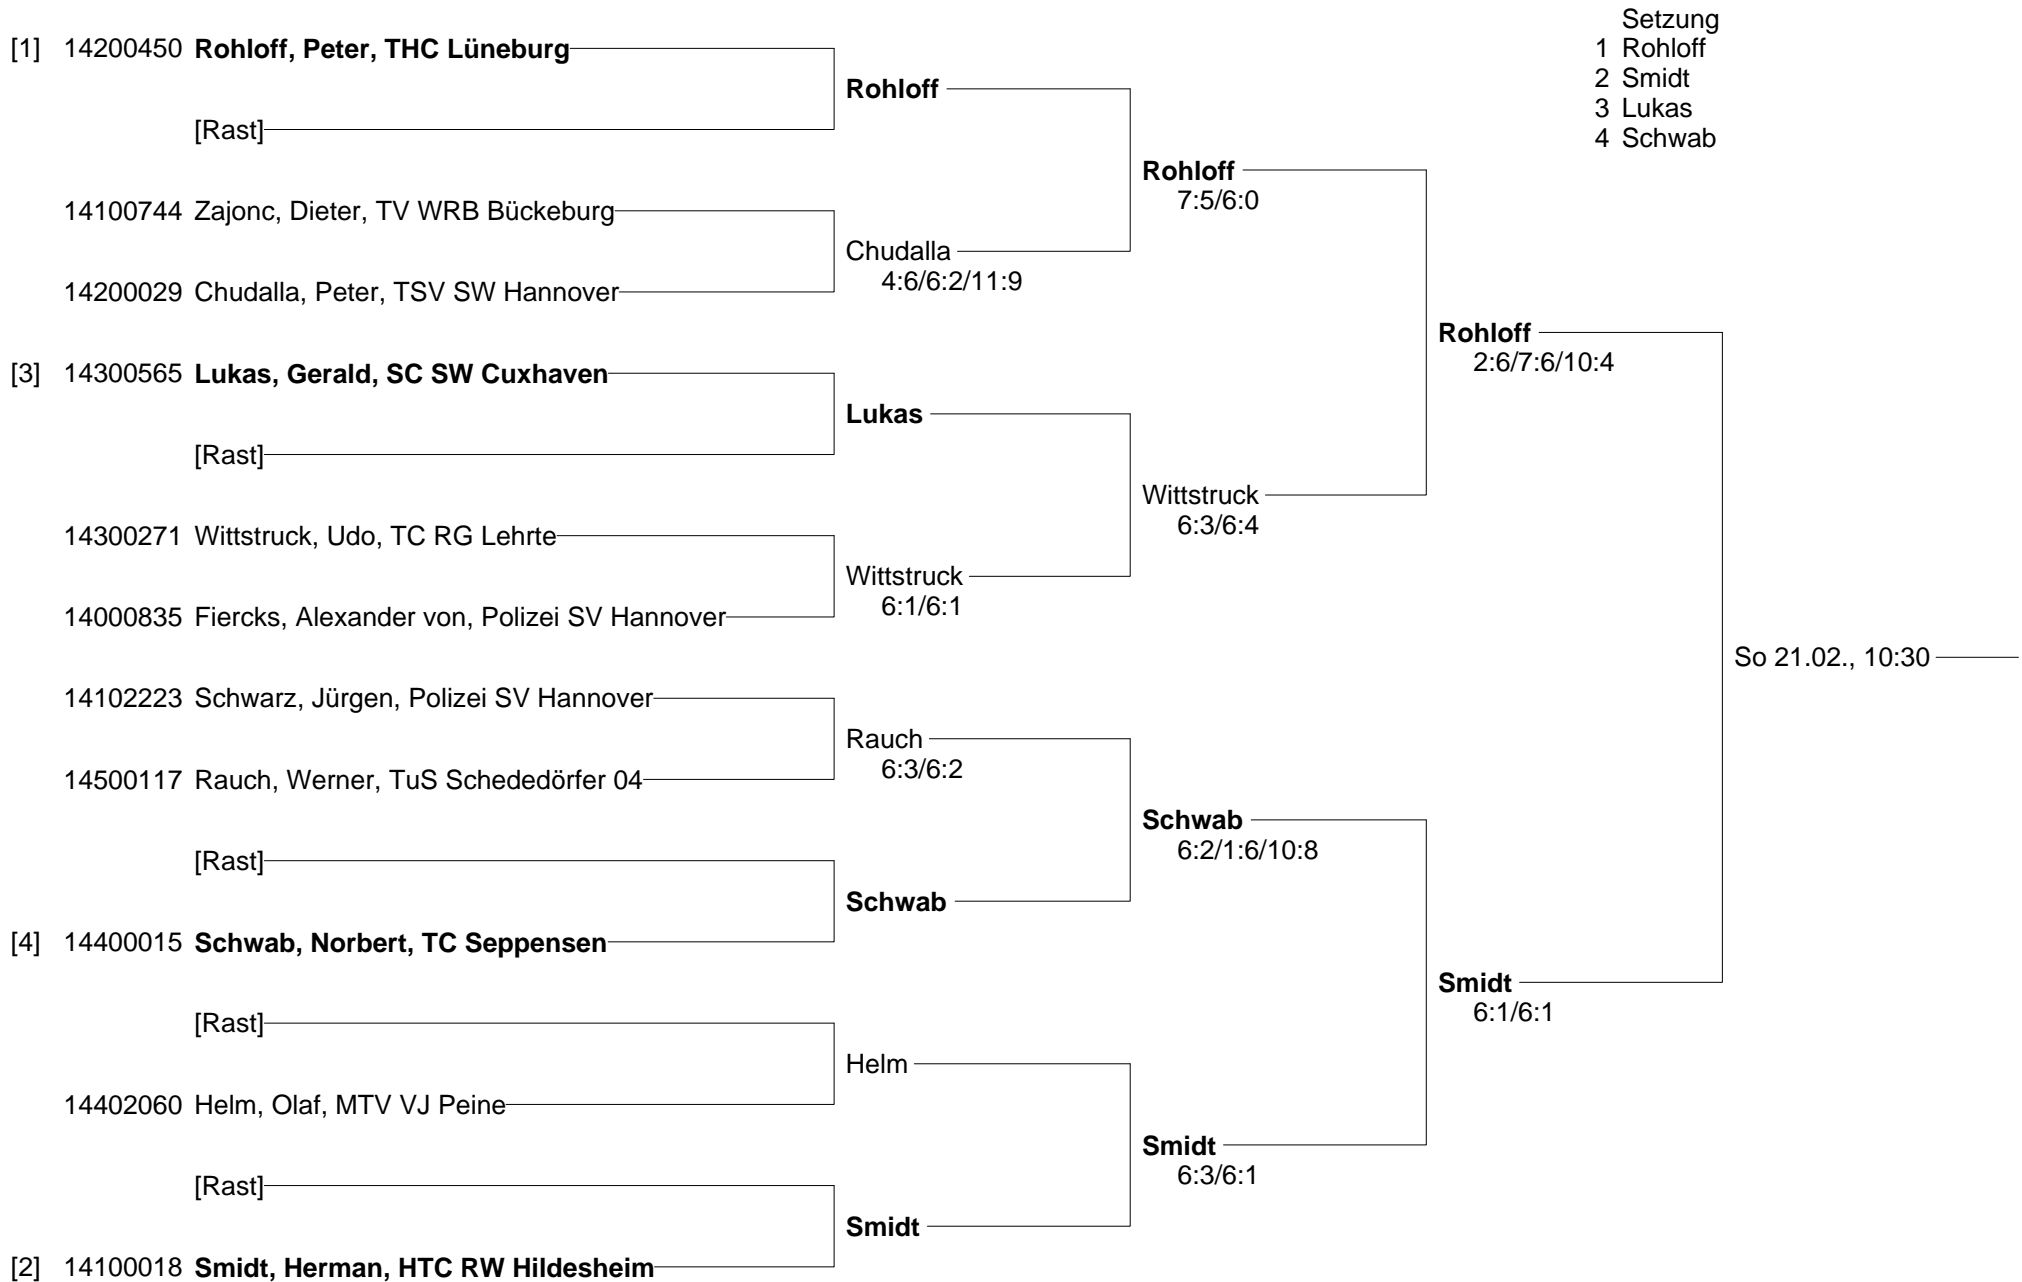 Setzung
1 Rohloff
2 Smidt
3 Lukas
4 Schwab
[1] 14200450 Rohloff, Peter, THC Lüneburg
[Rast]
14100744 Zajonc, Dieter, TV WRB Bückeburg
14200029 Chudalla, Peter, TSV SW Hannover
[3] 14300565 Lukas, Gerald, SC SW Cuxhaven
[Rast]
14300271 Wittstruck, Udo, TC RG Lehrte
14000835 Fiercks, Alexander von, Polizei SV Hannover
14102223 Schwarz, Jürgen, Polizei SV Hannover
14500117 Rauch, Werner, TuS Schededörfer 04
[Rast]
[4] 14400015 Schwab, Norbert, TC Seppensen
[Rast]
14402060 Helm, Olaf, MTV VJ Peine
[Rast]
[2] 14100018 Smidt, Herman, HTC RW Hildesheim
Rohloff
Chudalla
4:6/6:2/11:9
Lukas
Wittstruck
6:1/6:1
Rauch
6:3/6:2
Schwab
Helm
Smidt
Rohloff
7:5/6:0
Wittstruck
6:3/6:4
Schwab
6:2/1:6/10:8
Smidt
6:3/6:1
Rohloff
2:6/7:6/10:4
Smidt
6:1/6:1
So 21.02., 10:30